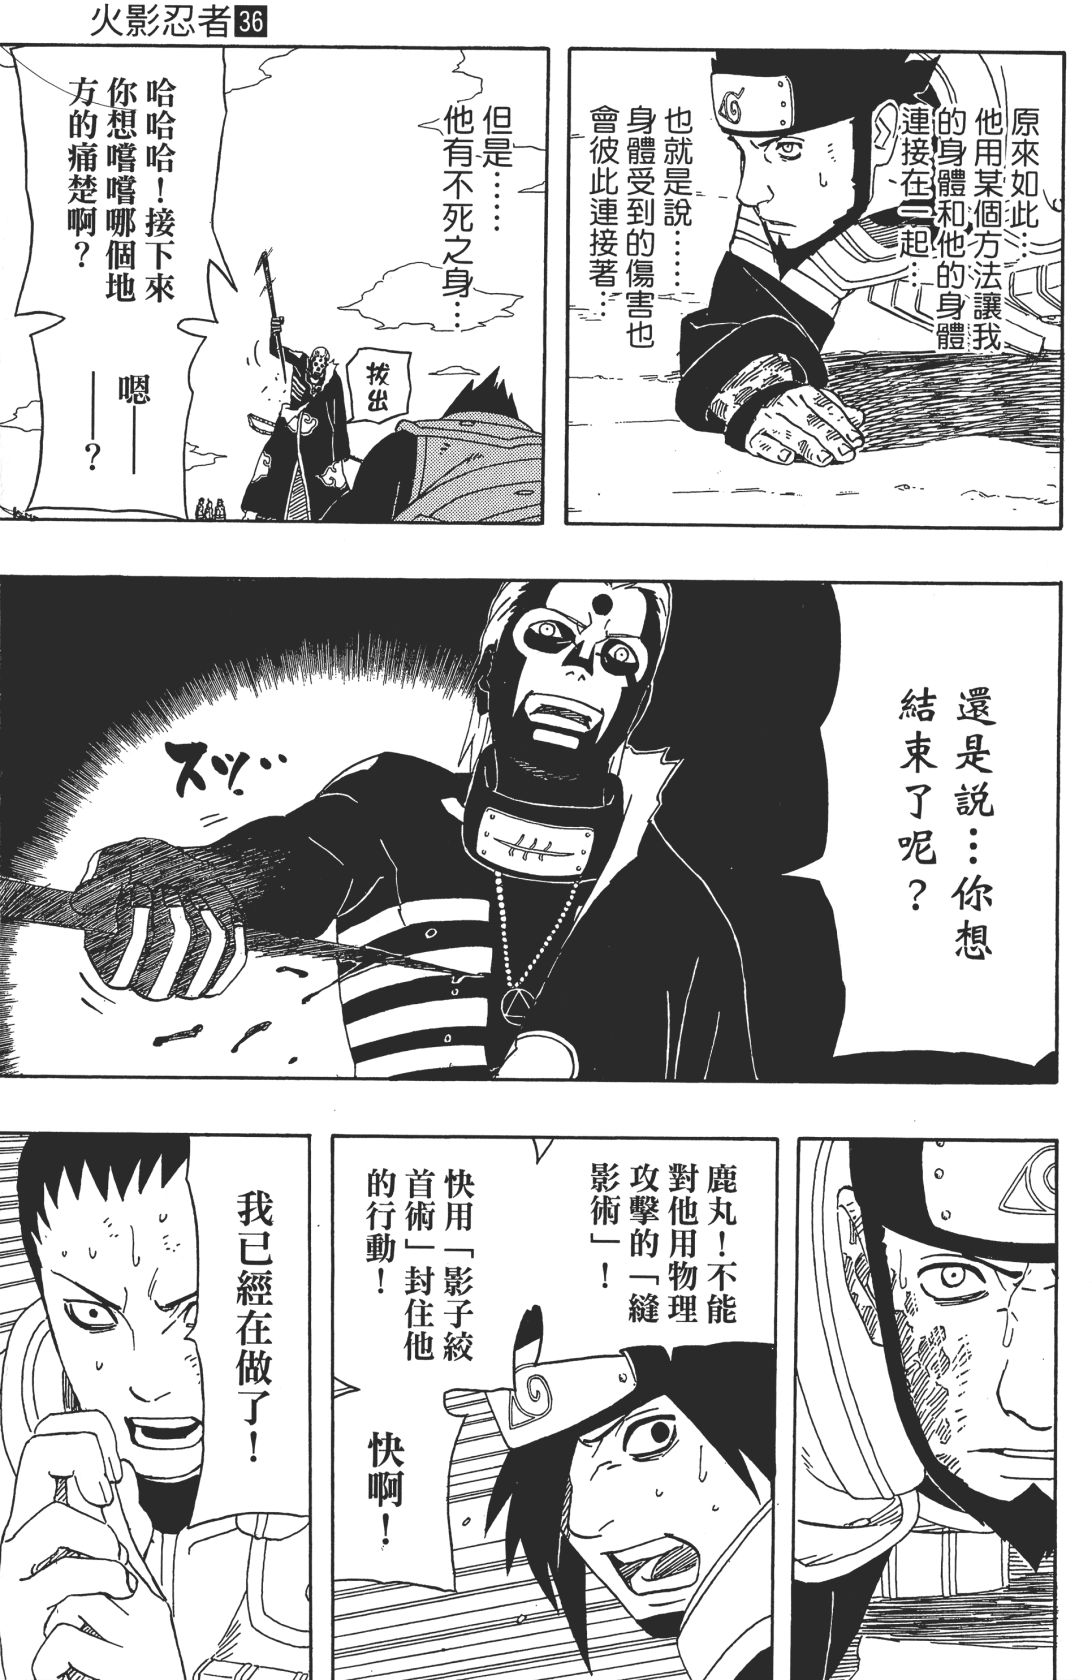 火影忍者36
原來如此…
他用某個方法讓我
的身體和他的身體
連接在一起…
也就是說……
身體受到的傷害也
會彼此連接著…
但是……
他有不死之身…
拔出
哈哈哈！接下來
你想嚐嚐哪個地
方的痛楚啊？
嗯——
——？
還是說…你想
結束了呢？
スッ…
鹿丸！不能
對他用物理
攻擊的「縫
影術」！
快用「影子絞
首術」封住他
的行動！
快啊！
我已經在做了！